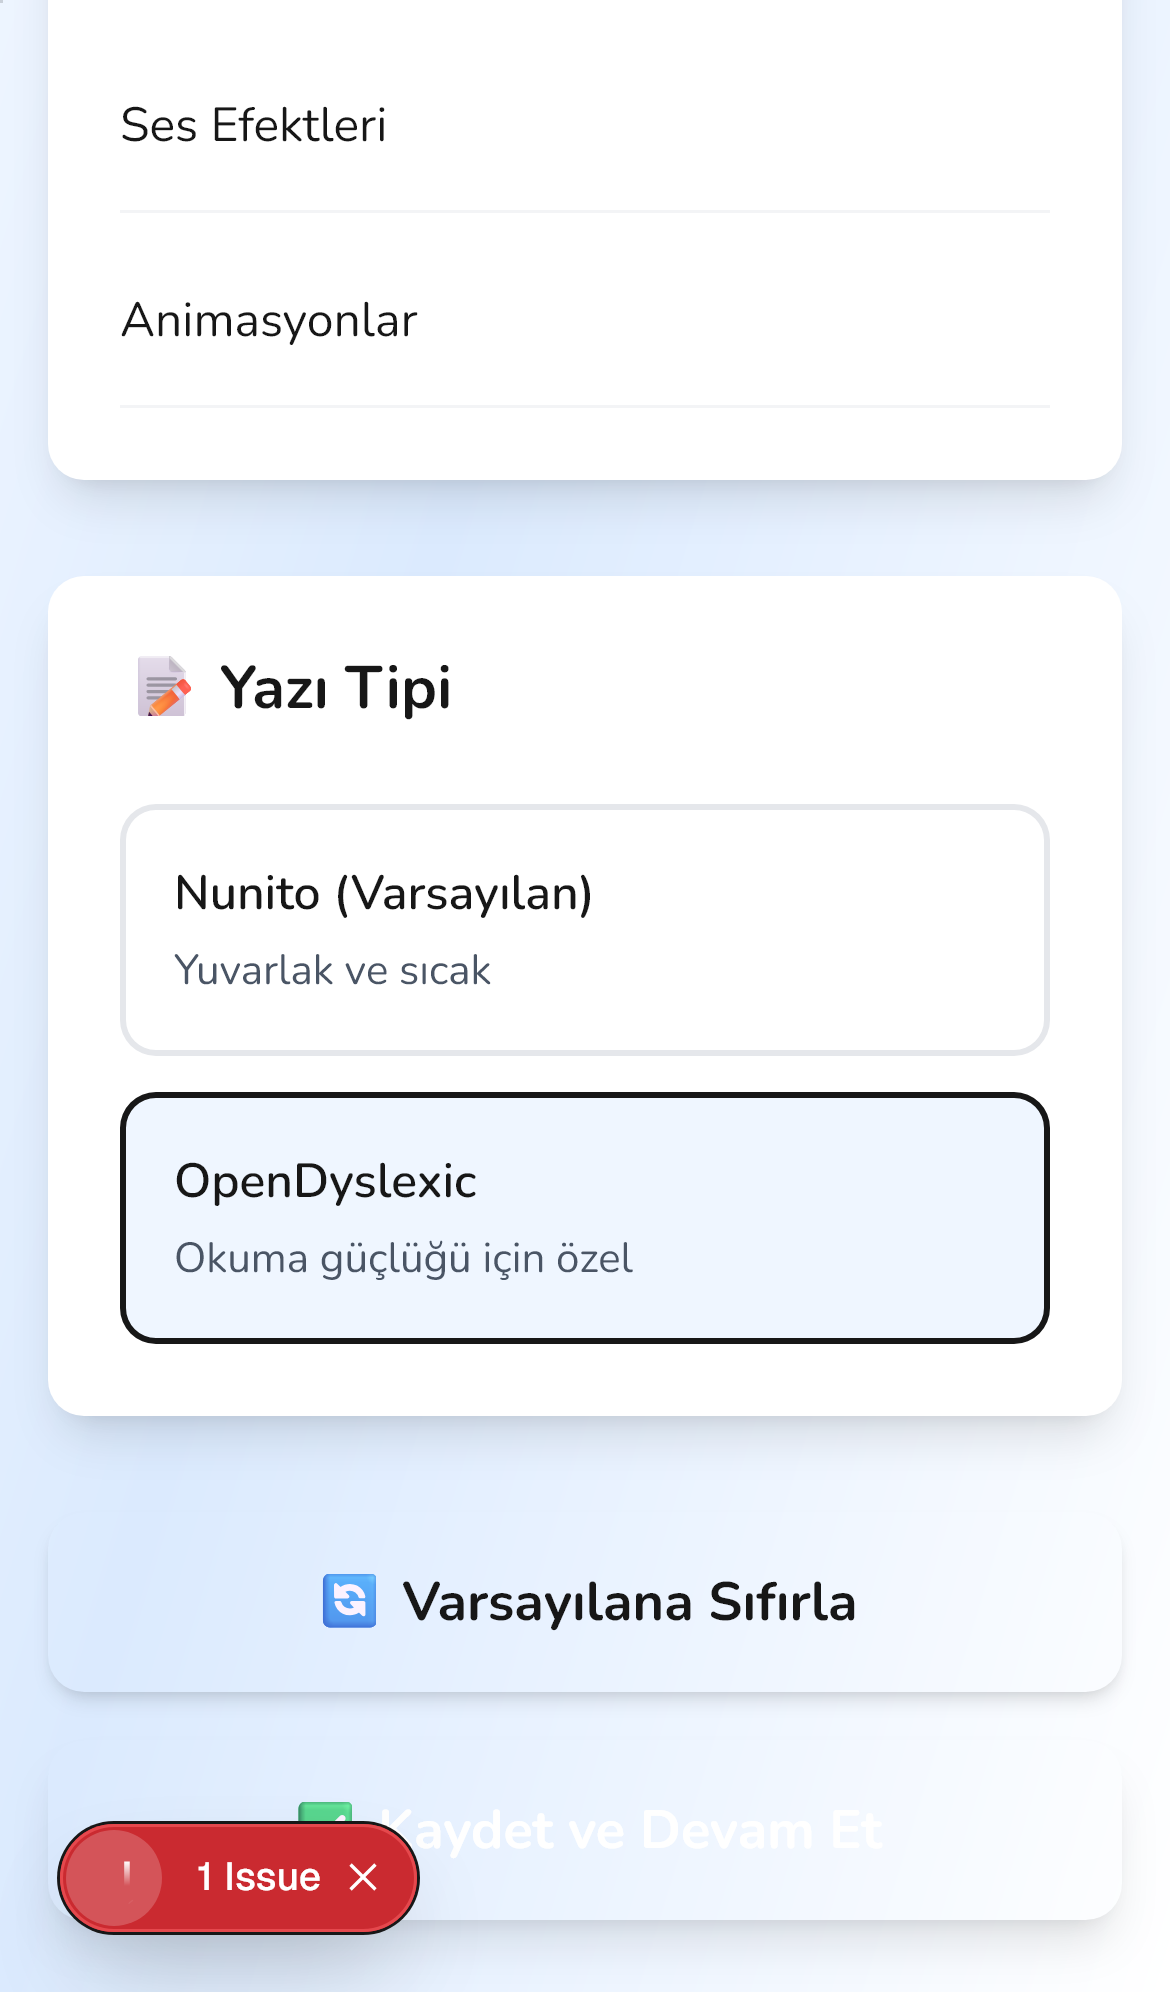 Ses Efektleri
Animasyonlar
Yazı Tipi
Nunito (Varsayılan)
Yuvarlak ve sıcak
OpenDyslexic
Okuma güçlüğü için özel
Varsayılana Sıfırla
Kaydet ve Devam Et
1 Issue